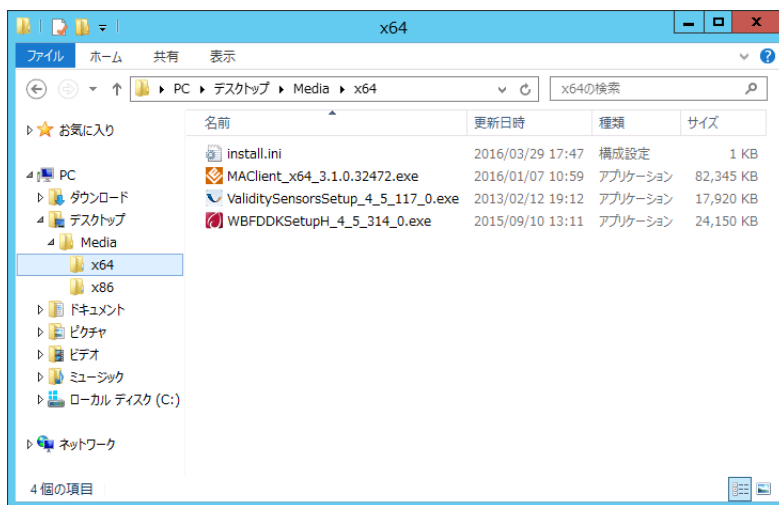 x64
ファイル ホーム 共有 表示
PC デスクトップ Media x64 x64の検索
お気に入り
PC
ダウンロード
デスクトップ
Media
x64
x86
ドキュメント
ピクチャ
ビデオ
ミュージック
ローカル ディスク (C:)
ネットワーク
名前 更新日時 種類 サイズ
install.ini 2016/03/29 17:47 構成設定 1 KB
MAClient_x64_3.1.0.32472.exe 2016/01/07 10:59 アプリケーション 82,345 KB
ValiditySensorsSetup_4_5_117_0.exe 2013/02/12 19:12 アプリケーション 17,920 KB
WBFDDKSetupH_4_5_314_0.exe 2015/09/10 13:11 アプリケーション 24,150 KB
4 個の項目